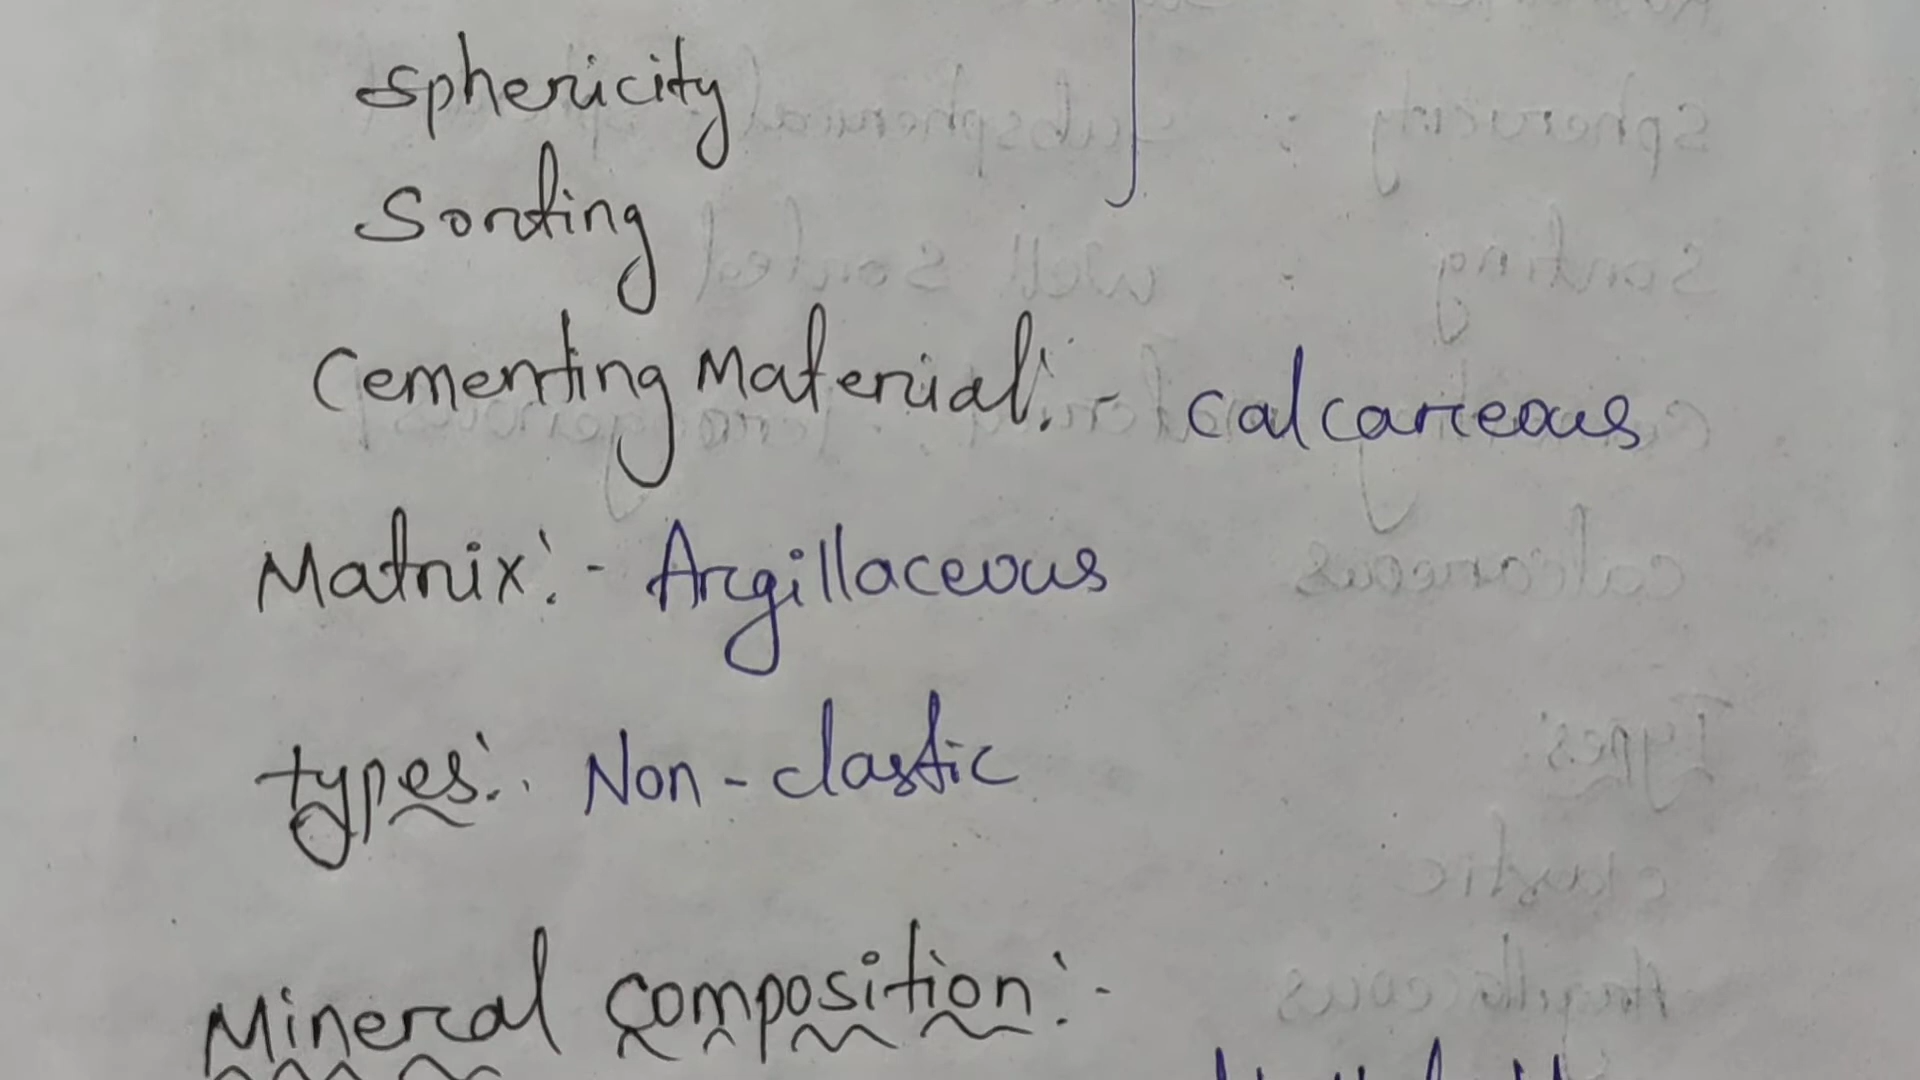 Sphericity
Sorting
Cementing Material:- Calcareous
Matrix:- Argillaceous
types:- Non-clastic
Mineral composition:-